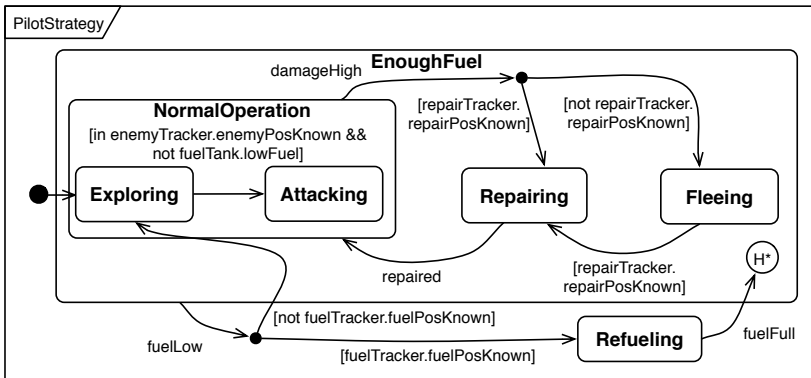 PilotStrategy
EnoughFuel
damageHigh
NormalOperation
[in enemyTracker.enemyPosKnown &&
not fuelTank.lowFuel]
[repairTracker.
repairPosKnown]
[not repairTracker.
repairPosKnown]
Exploring
Attacking
Repairing
Fleeing
repaired
[repairTracker.
repairPosKnown]
H*
[not fuelTracker.fuelPosKnown]
fuelLow
[fuelTracker.fuelPosKnown]
Refueling
fuelFull